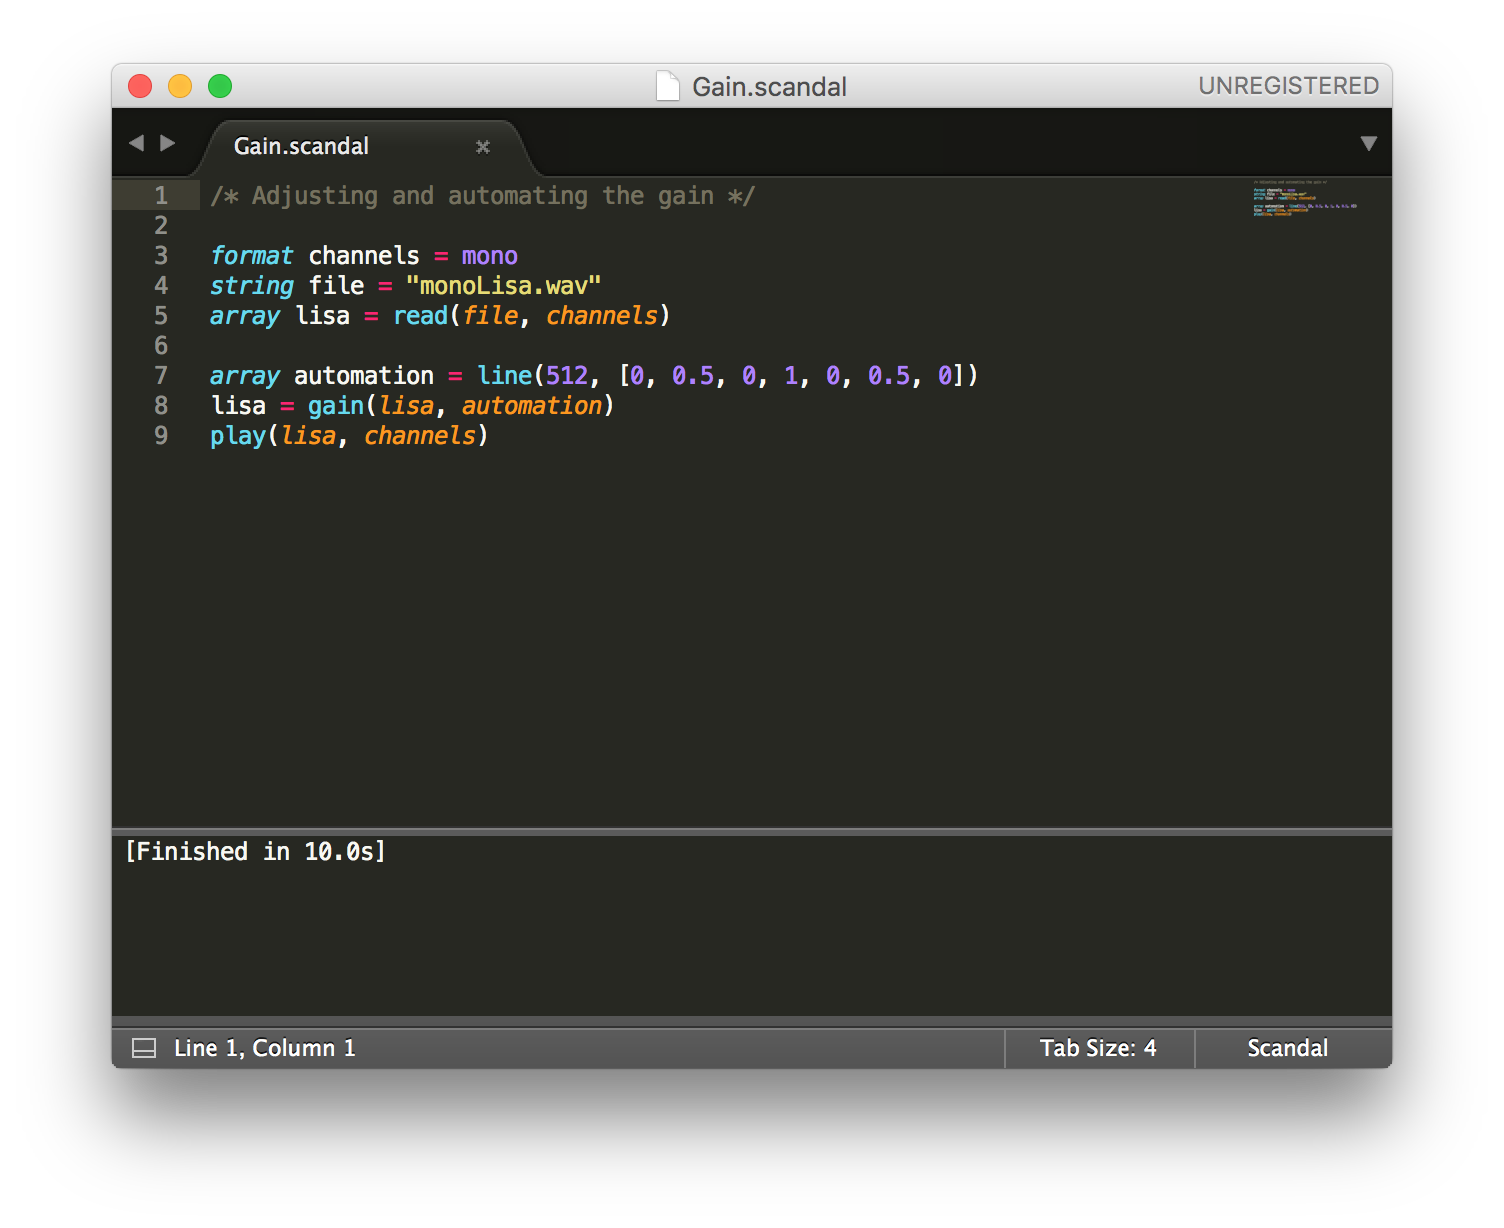 Gain.scandal
UNREGISTERED
Gain.scandal
1 /* Adjusting and automating the gain */
2
3 format channels = mono
4 string file = "monoLisa.wav"
5 array lisa = read(file, channels)
6
7 array automation = line(512, [0, 0.5, 0, 1, 0, 0.5, 0])
8 lisa = gain(lisa, automation)
9 play(lisa, channels)
[Finished in 10.0s]
Line 1, Column 1
Tab Size: 4
Scandal